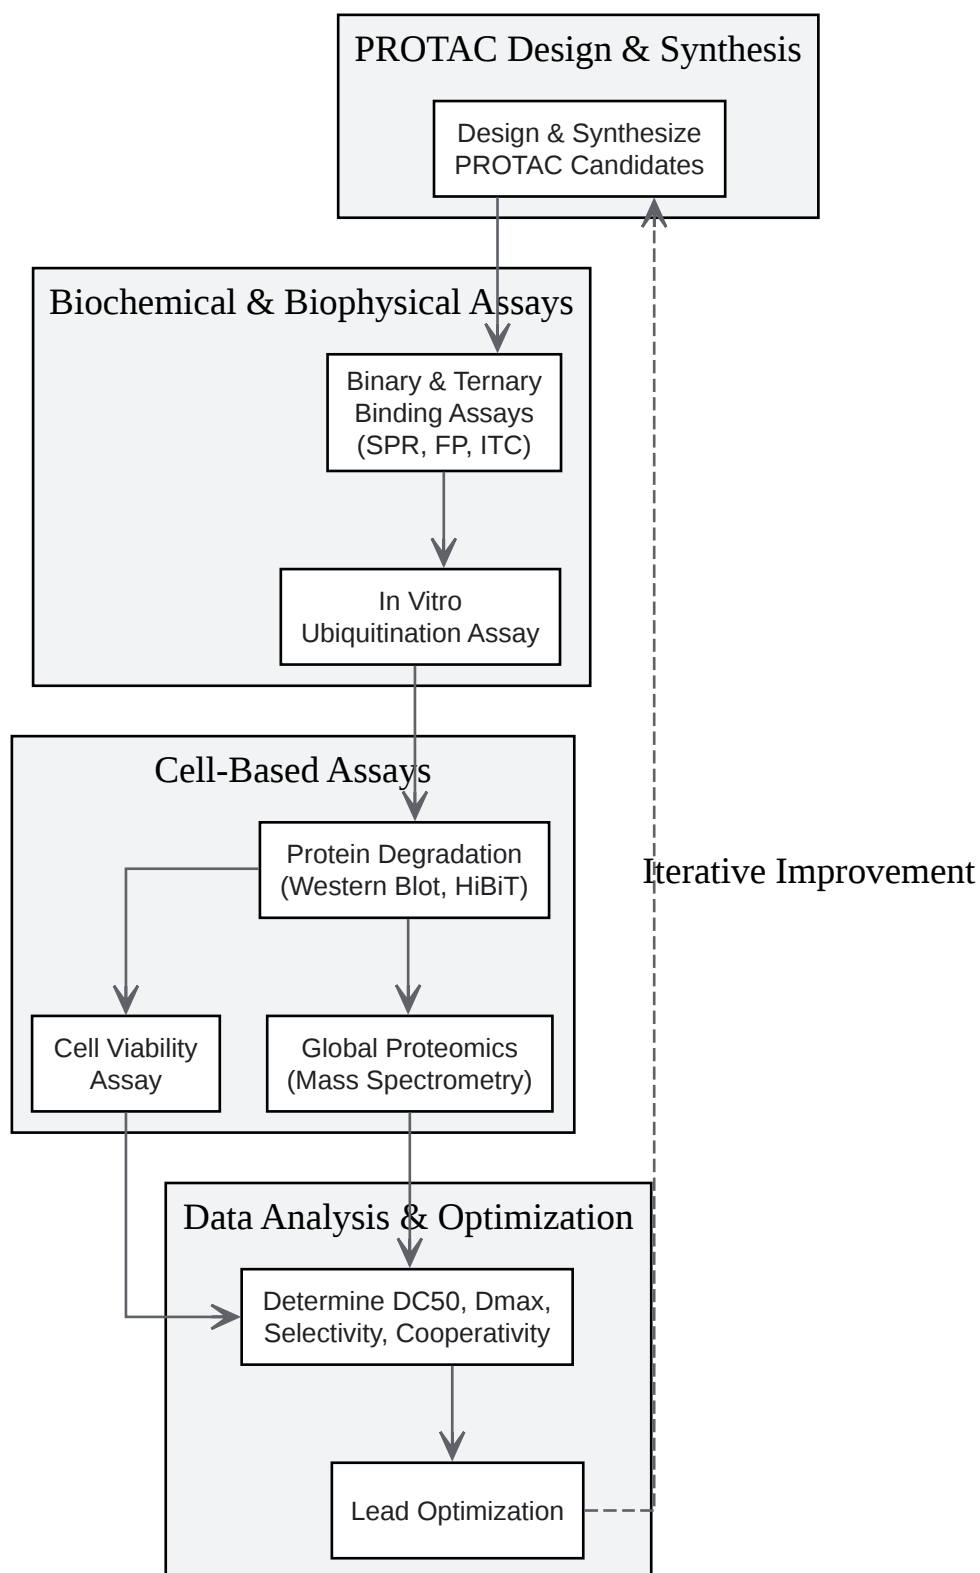 PROTAC Design & Synthesis
Design & Synthesize
PROTAC Candidates
Biochemical & Biophysical Assays
Binary & Ternary
Binding Assays
(SPR, FP, ITC)
In Vitro
Ubiquitination Assay
Cell-Based Assays
Protein Degradation
(Western Blot, HiBiT)
Iterative Improvement
Cell Viability
Assay
Global Proteomics
(Mass Spectrometry)
Data Analysis & Optimization
Determine DC50, Dmax,
Selectivity, Cooperativity
Lead Optimization